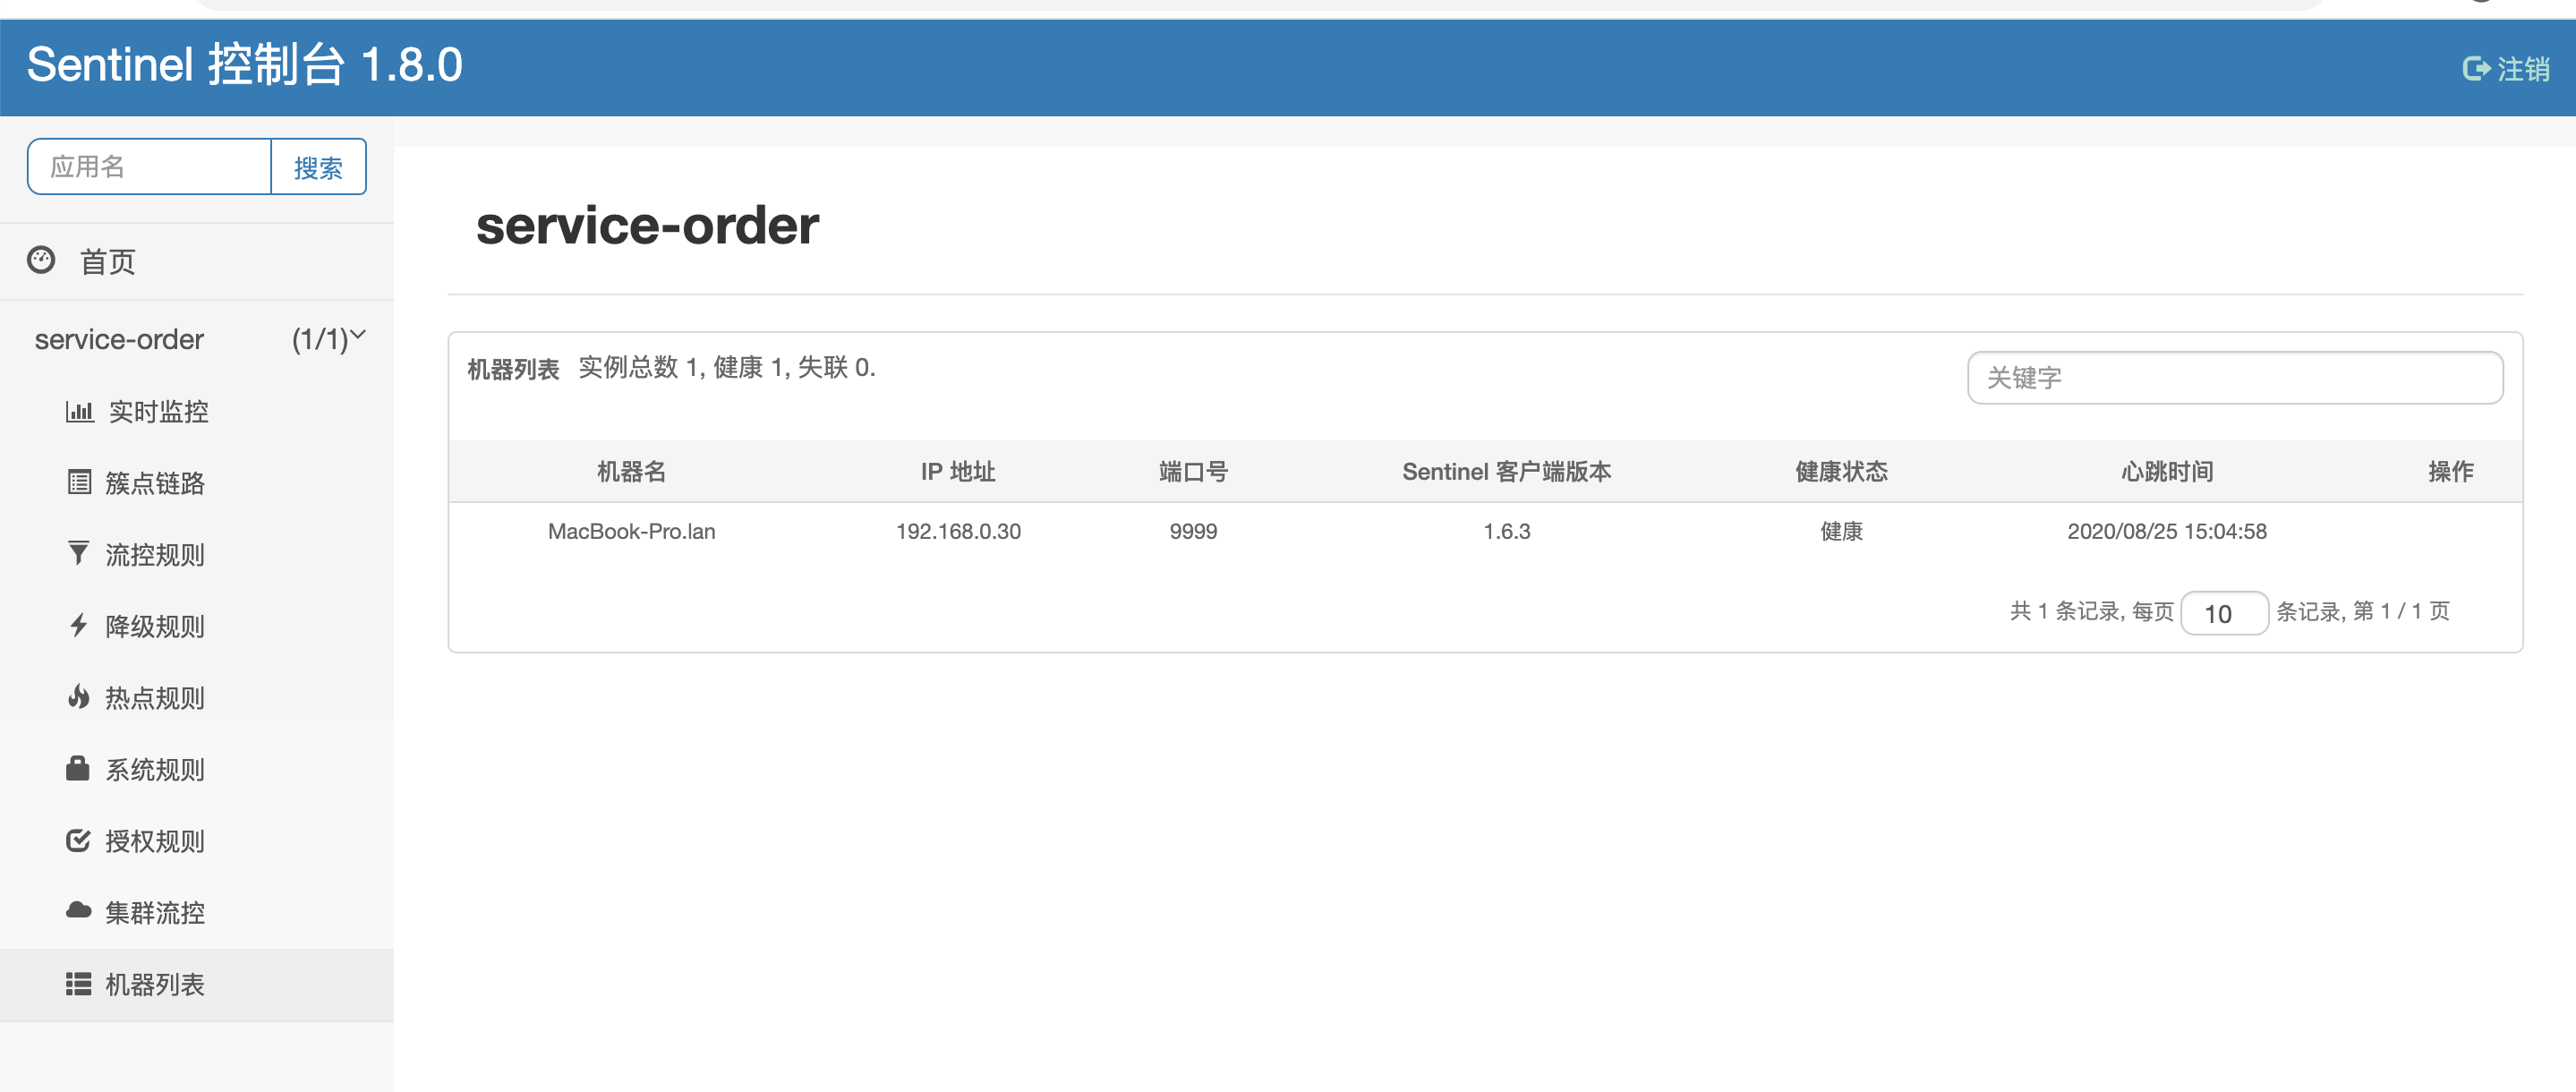 Sentinel 控制台 1.8.0
注销
应用名
搜索
首页
service-order (1/1)
实时监控
簇点链路
流控规则
降级规则
热点规则
系统规则
授权规则
集群流控
机器列表
service-order
机器列表 实例总数 1, 健康 1, 失联 0.
关键字
机器名 IP 地址 端口号 Sentinel 客户端版本 健康状态 心跳时间 操作
MacBook-Pro.lan 192.168.0.30 9999 1.6.3 健康 2020/08/25 15:04:58
共 1 条记录, 每页 10 条记录, 第 1 / 1 页